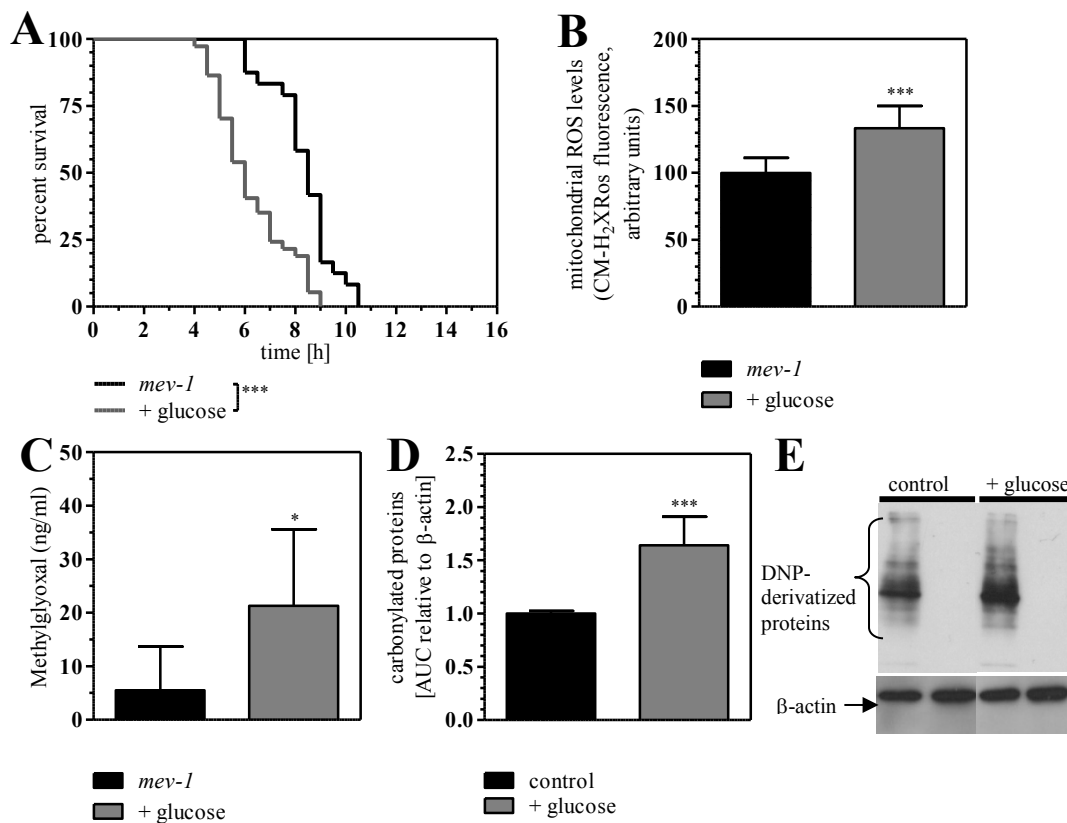 A
100
75
50
25
0
percent survival
0 2 4 6 8 10 12 14 16
time [h]
mev-1
+ glucose
***
B
200
150
100
50
0
mitochondrial ROS levels
(CM-H₂XRos fluorescence,
arbitrary units)
***
mev-1
+ glucose
C
50
40
30
20
10
0
Methylglyoxal (ng/ml)
*
mev-1
+ glucose
D
2.5
2.0
1.5
1.0
0.5
0.0
carbonylated proteins
[AUC relative to β-actin]
***
control
+ glucose
E
control + glucose
DNP-
derivatized
proteins
β-actin